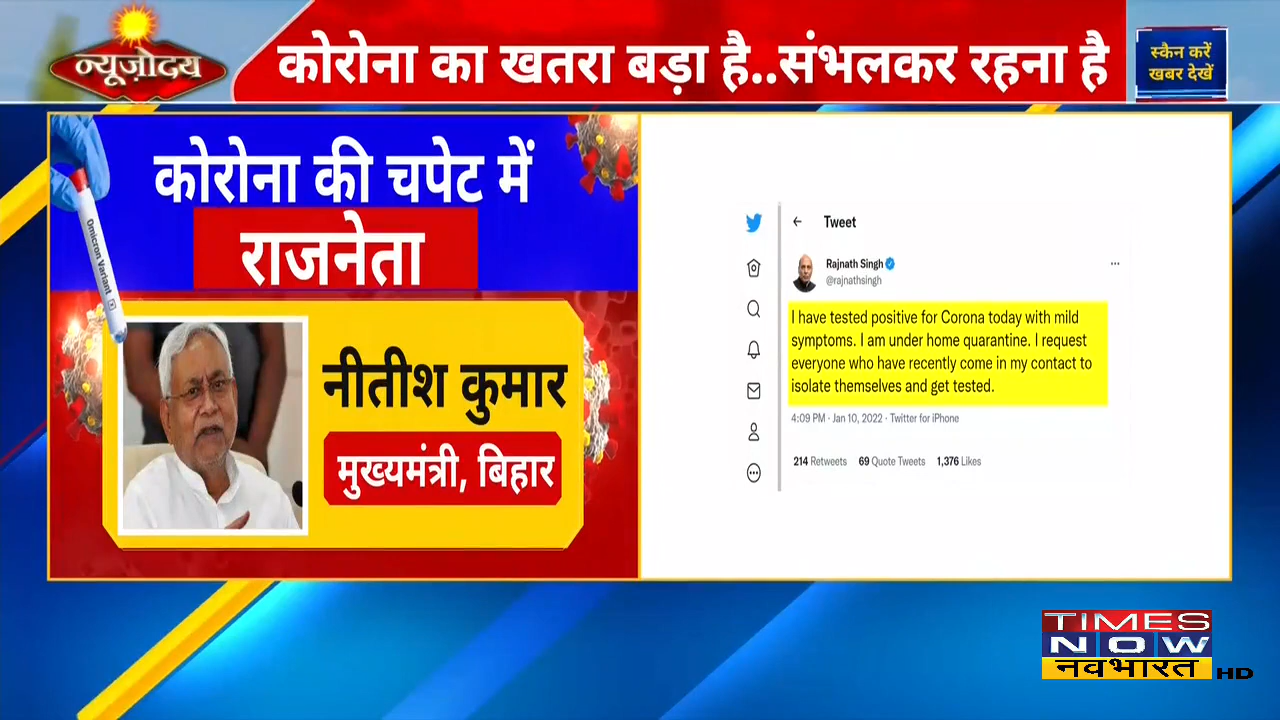 न्यूज़ोदय
कोरोना का खतरा बड़ा है..संभलकर रहना है
स्कैन करें
खबर देखें
कोरोना की चपेट में
राजनेता
Omicron Variant
नीतीश कुमार
मुख्यमंत्री, बिहार
Tweet
Rajnath Singh
@rajnathsingh
I have tested positive for Corona today with mild
symptoms. I am under home quarantine. I request
everyone who have recently come in my contact to
isolate themselves and get tested.
4:09 PM · Jan 10, 2022 · Twitter for iPhone
214 Retweets 69 Quote Tweets 1,376 Likes
TIMES
NOW
नवभारत HD